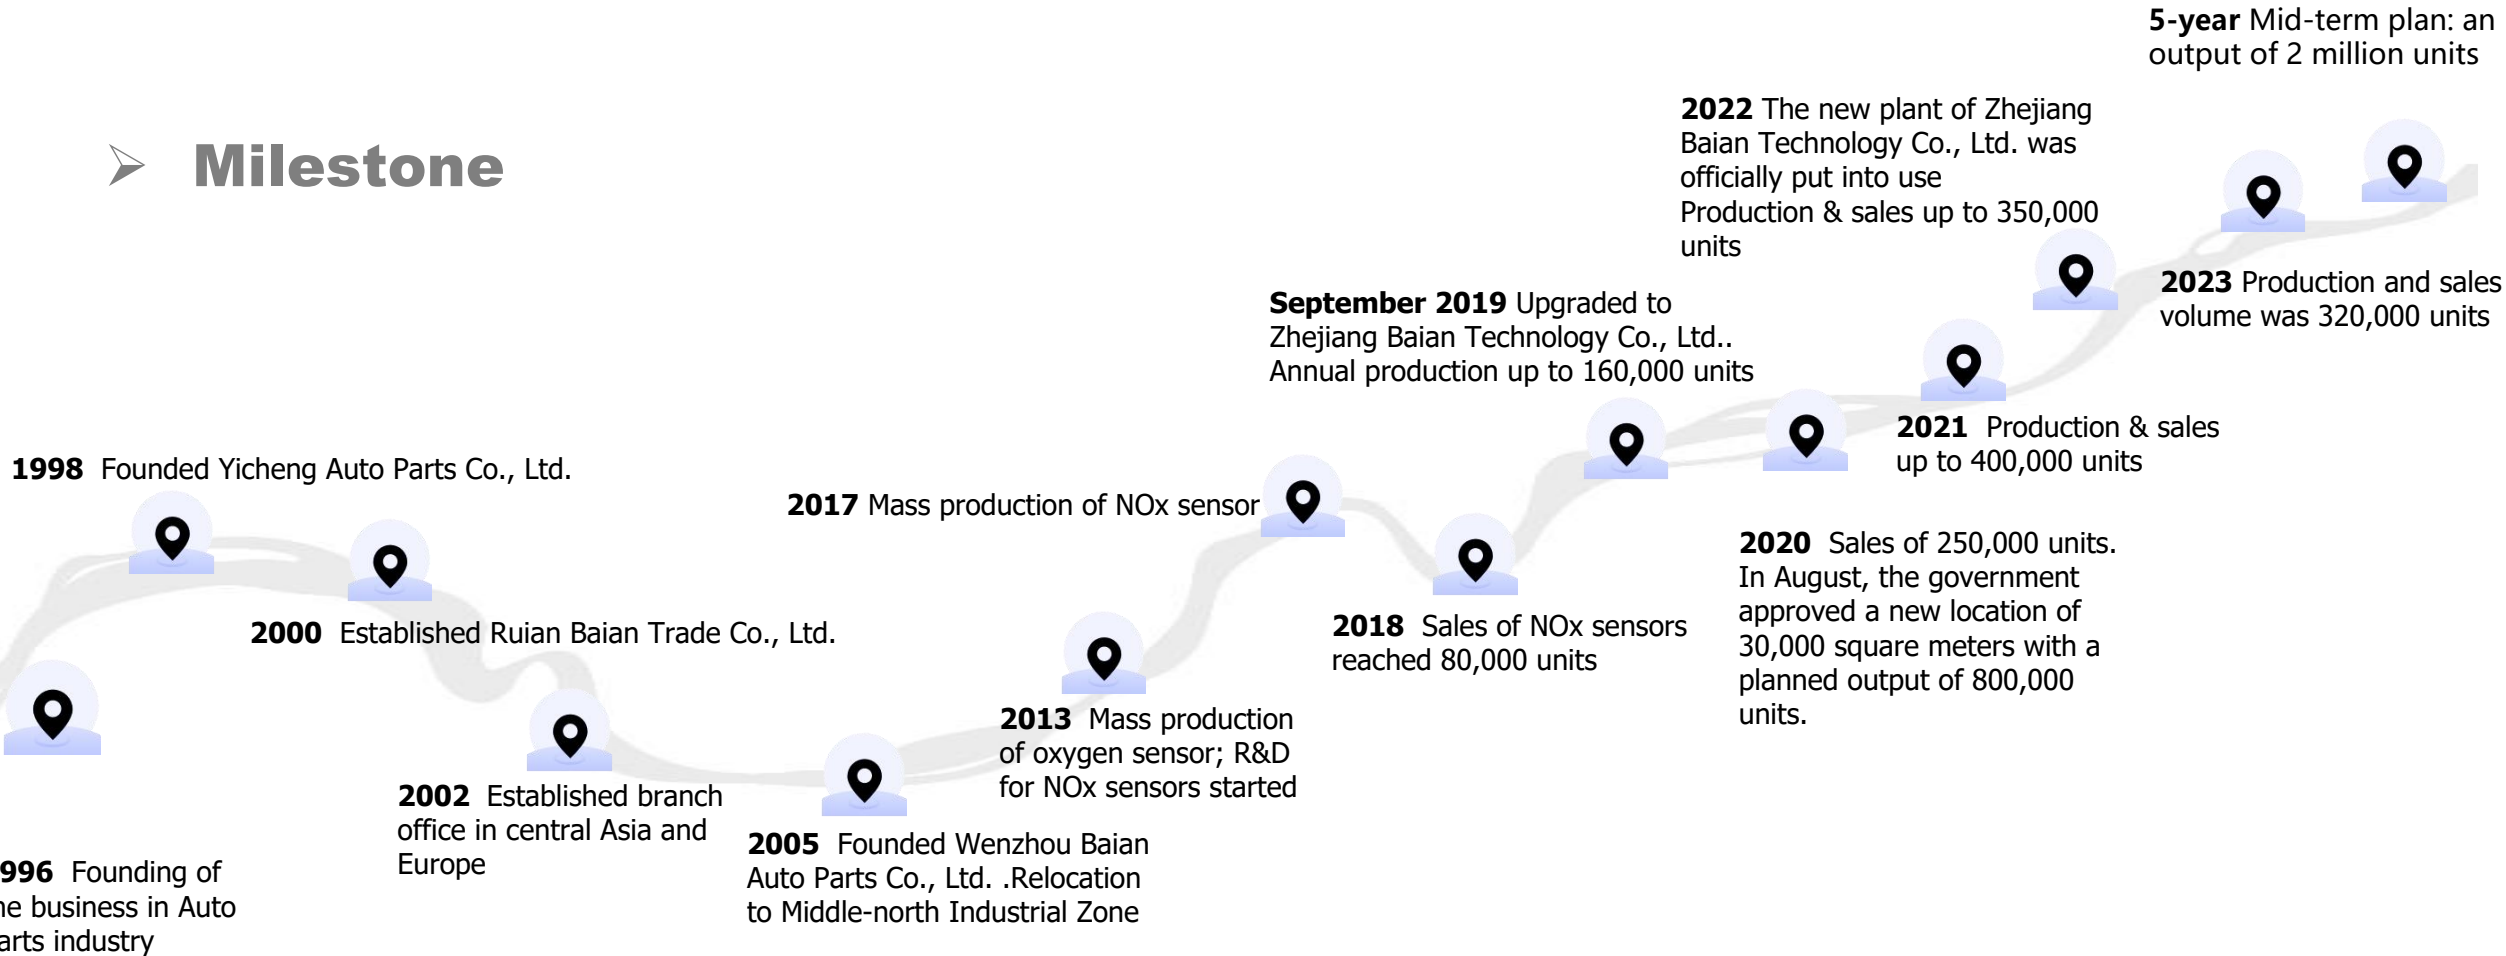 Milestone
996 Founding of
he business in Auto
arts industry
1998 Founded Yicheng Auto Parts Co., Ltd.
2000 Established Ruian Baian Trade Co., Ltd.
2002 Established branch
office in central Asia and
Europe
2005 Founded Wenzhou Baian
Auto Parts Co., Ltd. .Relocation
to Middle-north Industrial Zone
2013 Mass production
of oxygen sensor; R&D
for NOx sensors started
2017 Mass production of NOx sensor
2018 Sales of NOx sensors
reached 80,000 units
September 2019 Upgraded to
Zhejiang Baian Technology Co., Ltd..
Annual production up to 160,000 units
2020 Sales of 250,000 units.
In August, the government
approved a new location of
30,000 square meters with a
planned output of 800,000
units.
2021 Production & sales
up to 400,000 units
2022 The new plant of Zhejiang
Baian Technology Co., Ltd. was
officially put into use
Production & sales up to 350,000
units
2023 Production and sales
volume was 320,000 units
5-year Mid-term plan: an
output of 2 million units